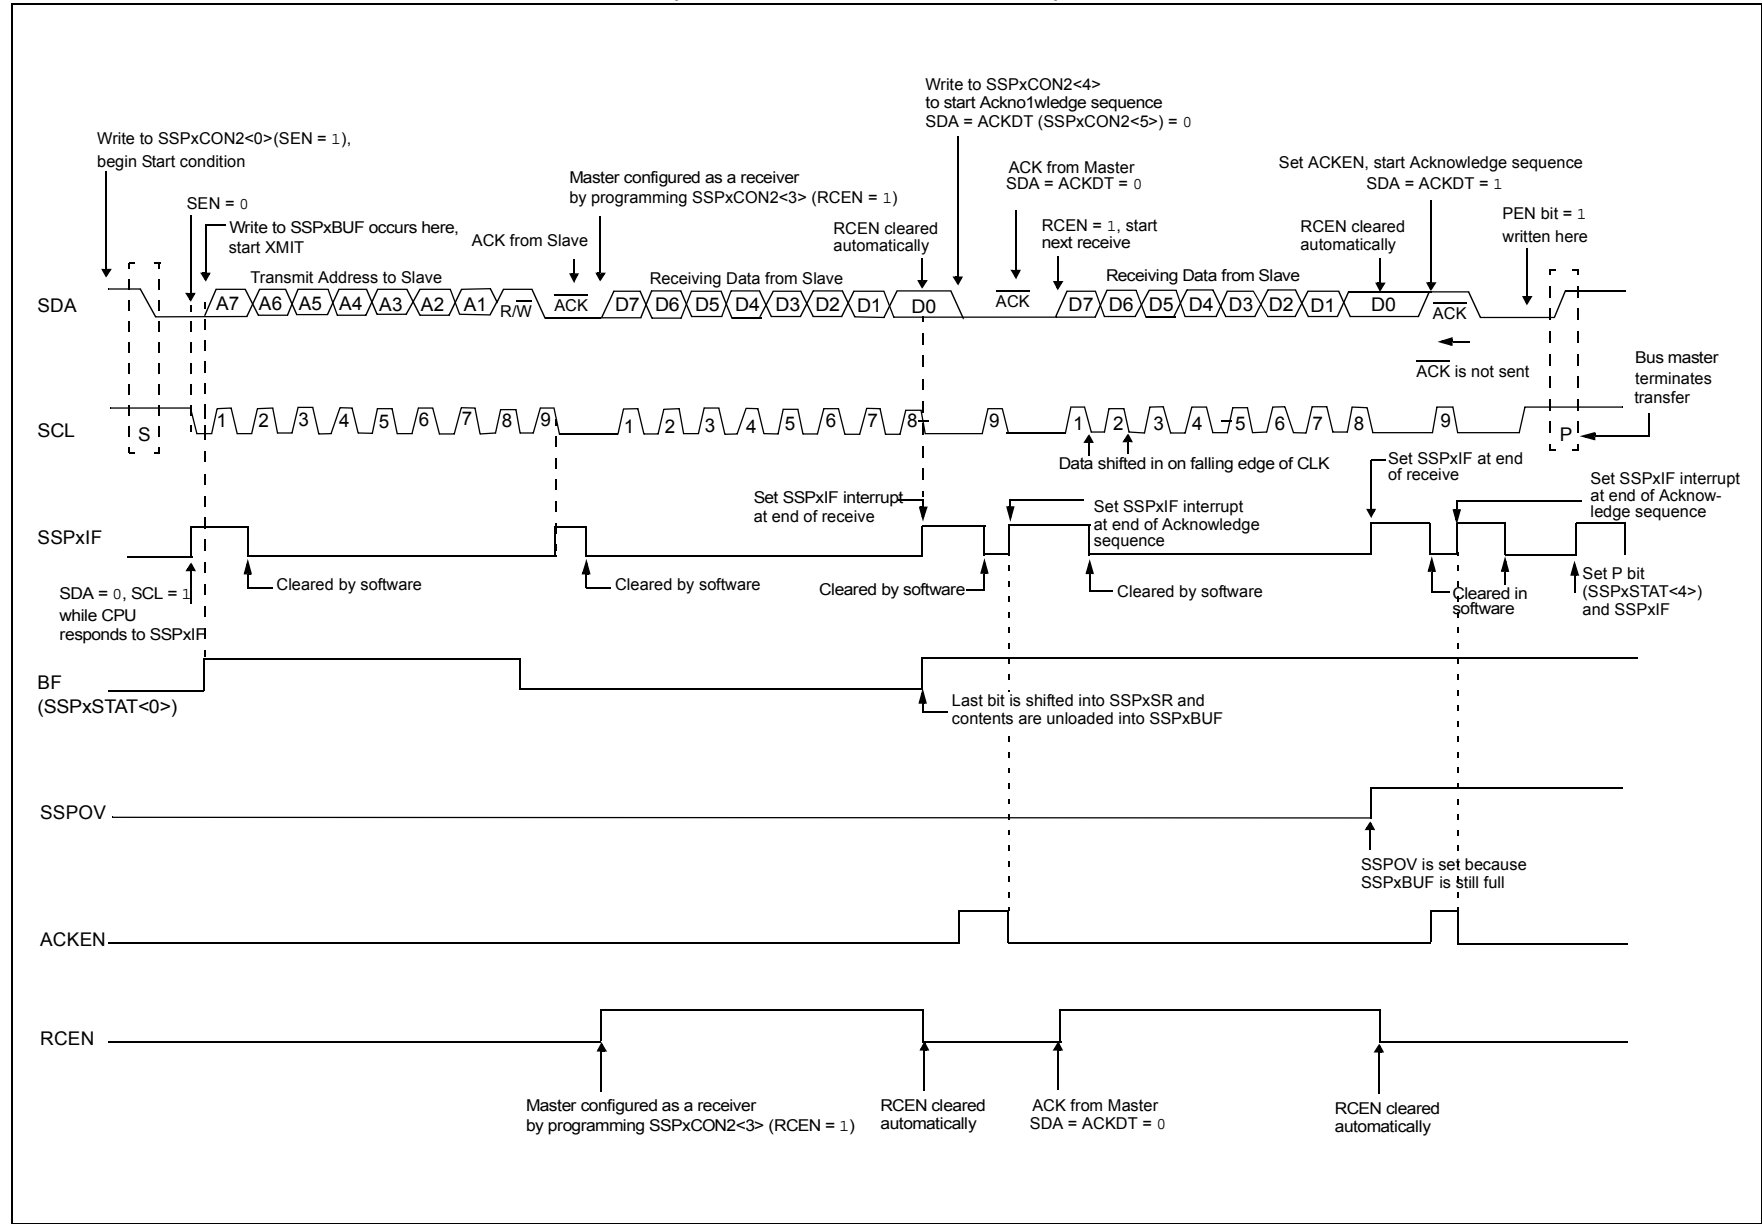 Write to SSPxCON2<4>
to start Ackno1wledge sequence
SDA = ACKDT (SSPxCON2<5>) = 0
Write to SSPxCON2<0>(SEN = 1),
begin Start condition
Master configured as a receiver
by programming SSPxCON2<3> (RCEN = 1)
ACK from Master
SDA = ACKDT = 0
Set ACKEN, start Acknowledge sequence
SDA = ACKDT = 1
SEN = 0
Write to SSPxBUF occurs here,
start XMIT
ACK from Slave
RCEN cleared
automatically
RCEN = 1, start
next receive
RCEN cleared
automatically
PEN bit = 1
written here
Transmit Address to Slave
Receiving Data from Slave
Receiving Data from Slave
SDA
A7 A6 A5 A4 A3 A2 A1 R/W ACK D7 D6 D5 D4 D3 D2 D1 D0 ACK D7 D6 D5 D4 D3 D2 D1 D0 ACK
ACK is not sent
Bus master
terminates
transfer
SCL
S 1 2 3 4 5 6 7 8 9 1 2 3 4 5 6 7 8 9 1 2 3 4 5 6 7 8 9 P
Data shifted in on falling edge of CLK
Set SSPxIF at end
of receive
Set SSPxIF interrupt
at end of receive
Set SSPxIF interrupt
at end of Acknowledge
sequence
Set SSPxIF interrupt
at end of Acknow-
ledge sequence
SSPxIF
Cleared by software
Cleared by software
Cleared by software
Cleared by software
Cleared in
software
Set P bit
(SSPxSTAT<4>)
and SSPxIF
SDA = 0, SCL = 1
while CPU
responds to SSPxIF
BF
(SSPxSTAT<0>)
Last bit is shifted into SSPxSR and
contents are unloaded into SSPxBUF
SSPOV
SSPOV is set because
SSPxBUF is still full
ACKEN
RCEN
Master configured as a receiver
by programming SSPxCON2<3> (RCEN = 1)
RCEN cleared
automatically
ACK from Master
SDA = ACKDT = 0
RCEN cleared
automatically